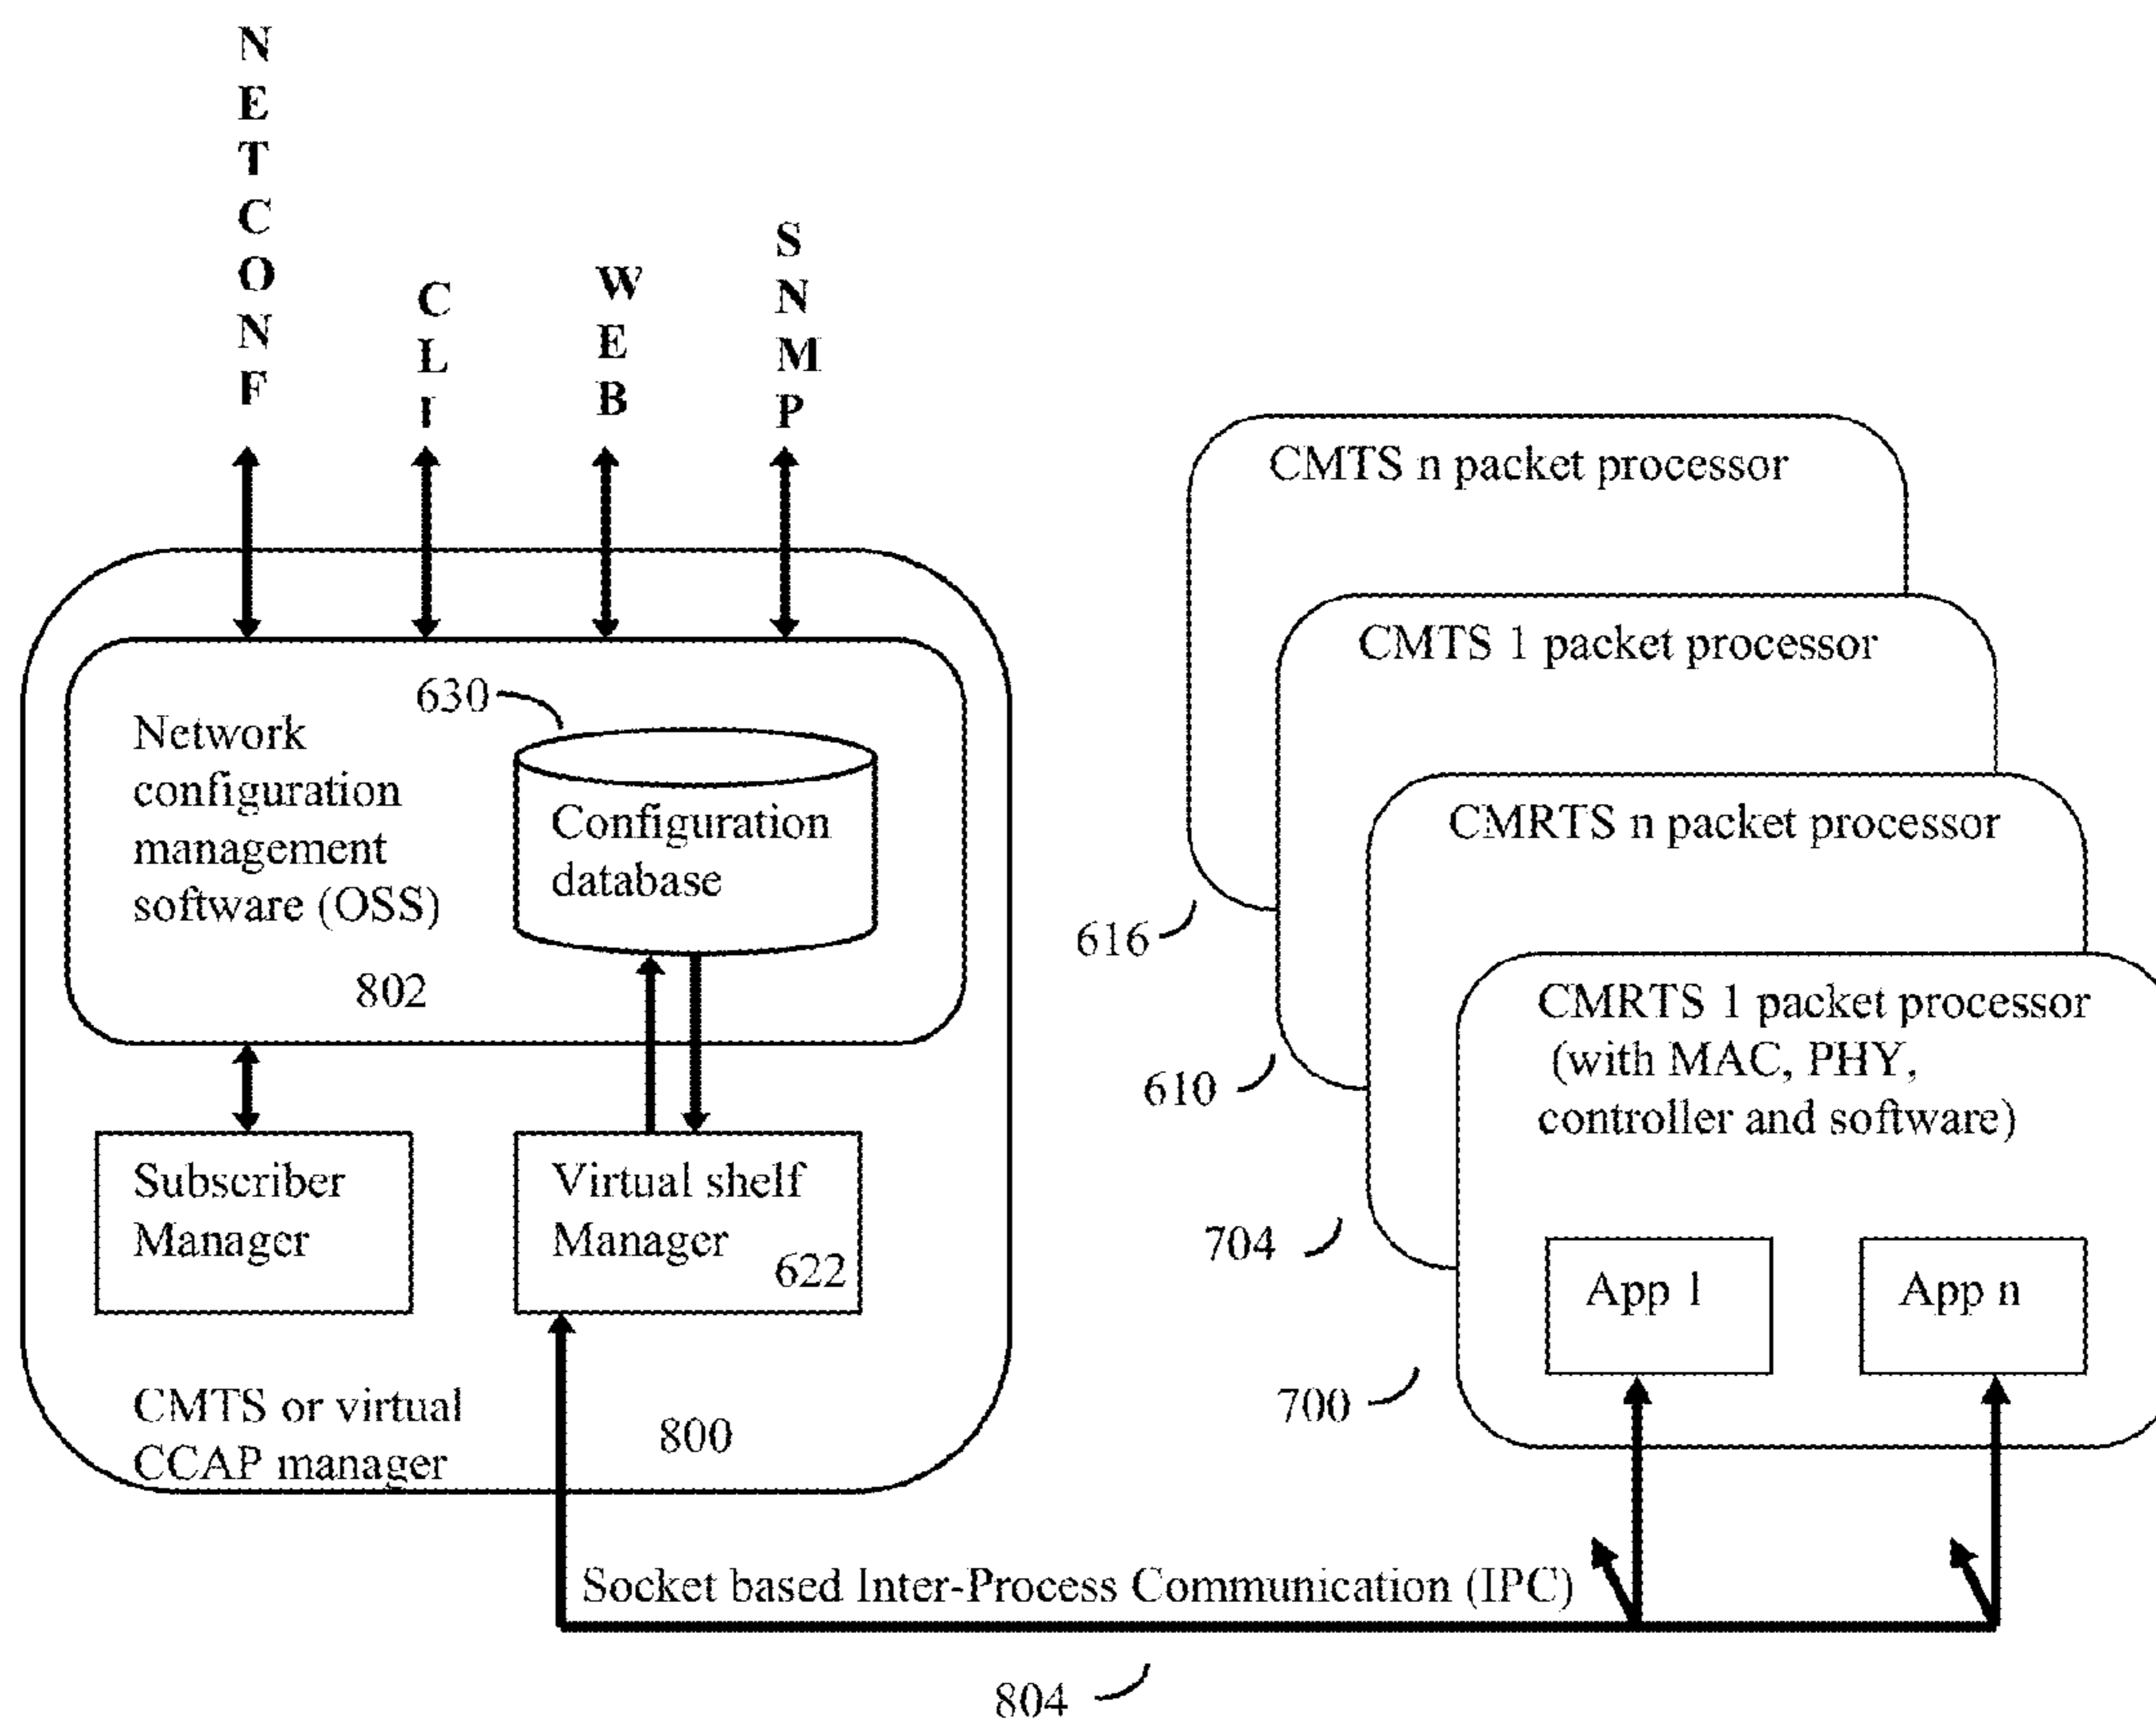 NETCONF
CLI
WEB
SNMP
630
Network
configuration
management
software (OSS)
802
Configuration
database
Subscriber
Manager
Virtual shelf
Manager
622
CMTS or virtual
CCAP manager
800
CMTS n packet processor
616
CMTS 1 packet processor
610
CMRTS n packet processor
704
CMRTS 1 packet processor
(with MAC, PHY,
controller and software)
700
App 1
App n
Socket based Inter-Process Communication (IPC)
804